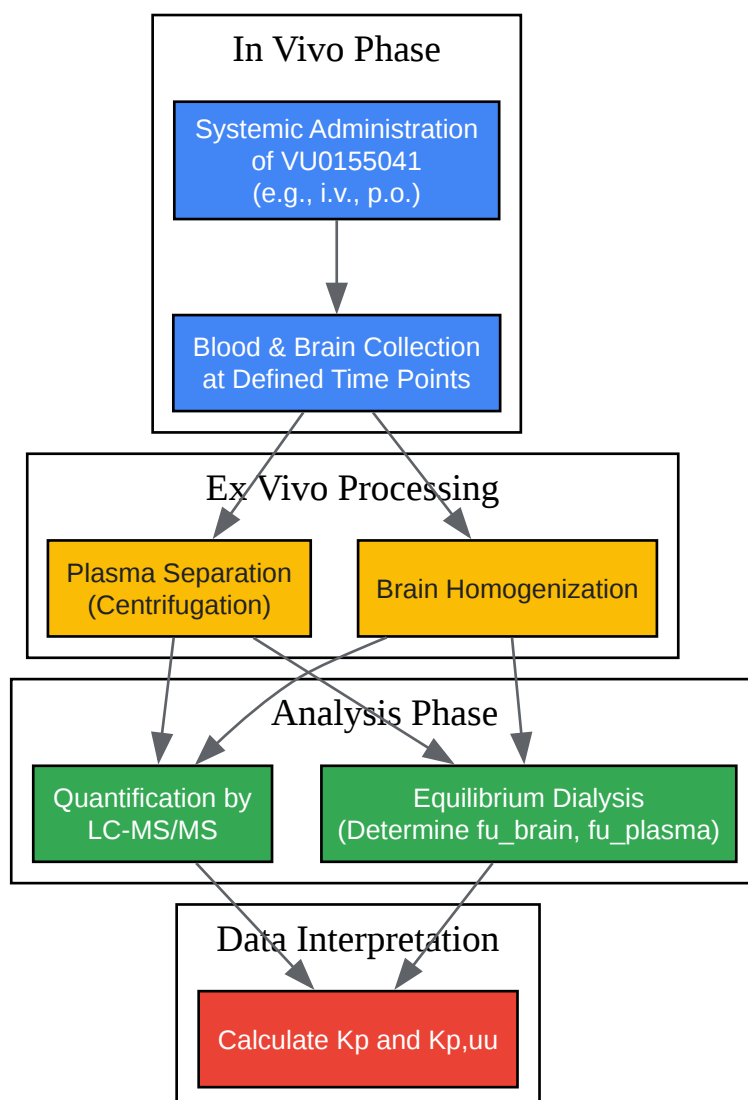 In Vivo Phase
Systemic Administration
of VU0155041
(e.g., i.v., p.o.)
Blood & Brain Collection
at Defined Time Points
Ex Vivo Processing
Plasma Separation
(Centrifugation)
Brain Homogenization
Analysis Phase
Quantification by
LC-MS/MS
Equilibrium Dialysis
(Determine fu_brain, fu_plasma)
Data Interpretation
Calculate Kp and Kp,uu